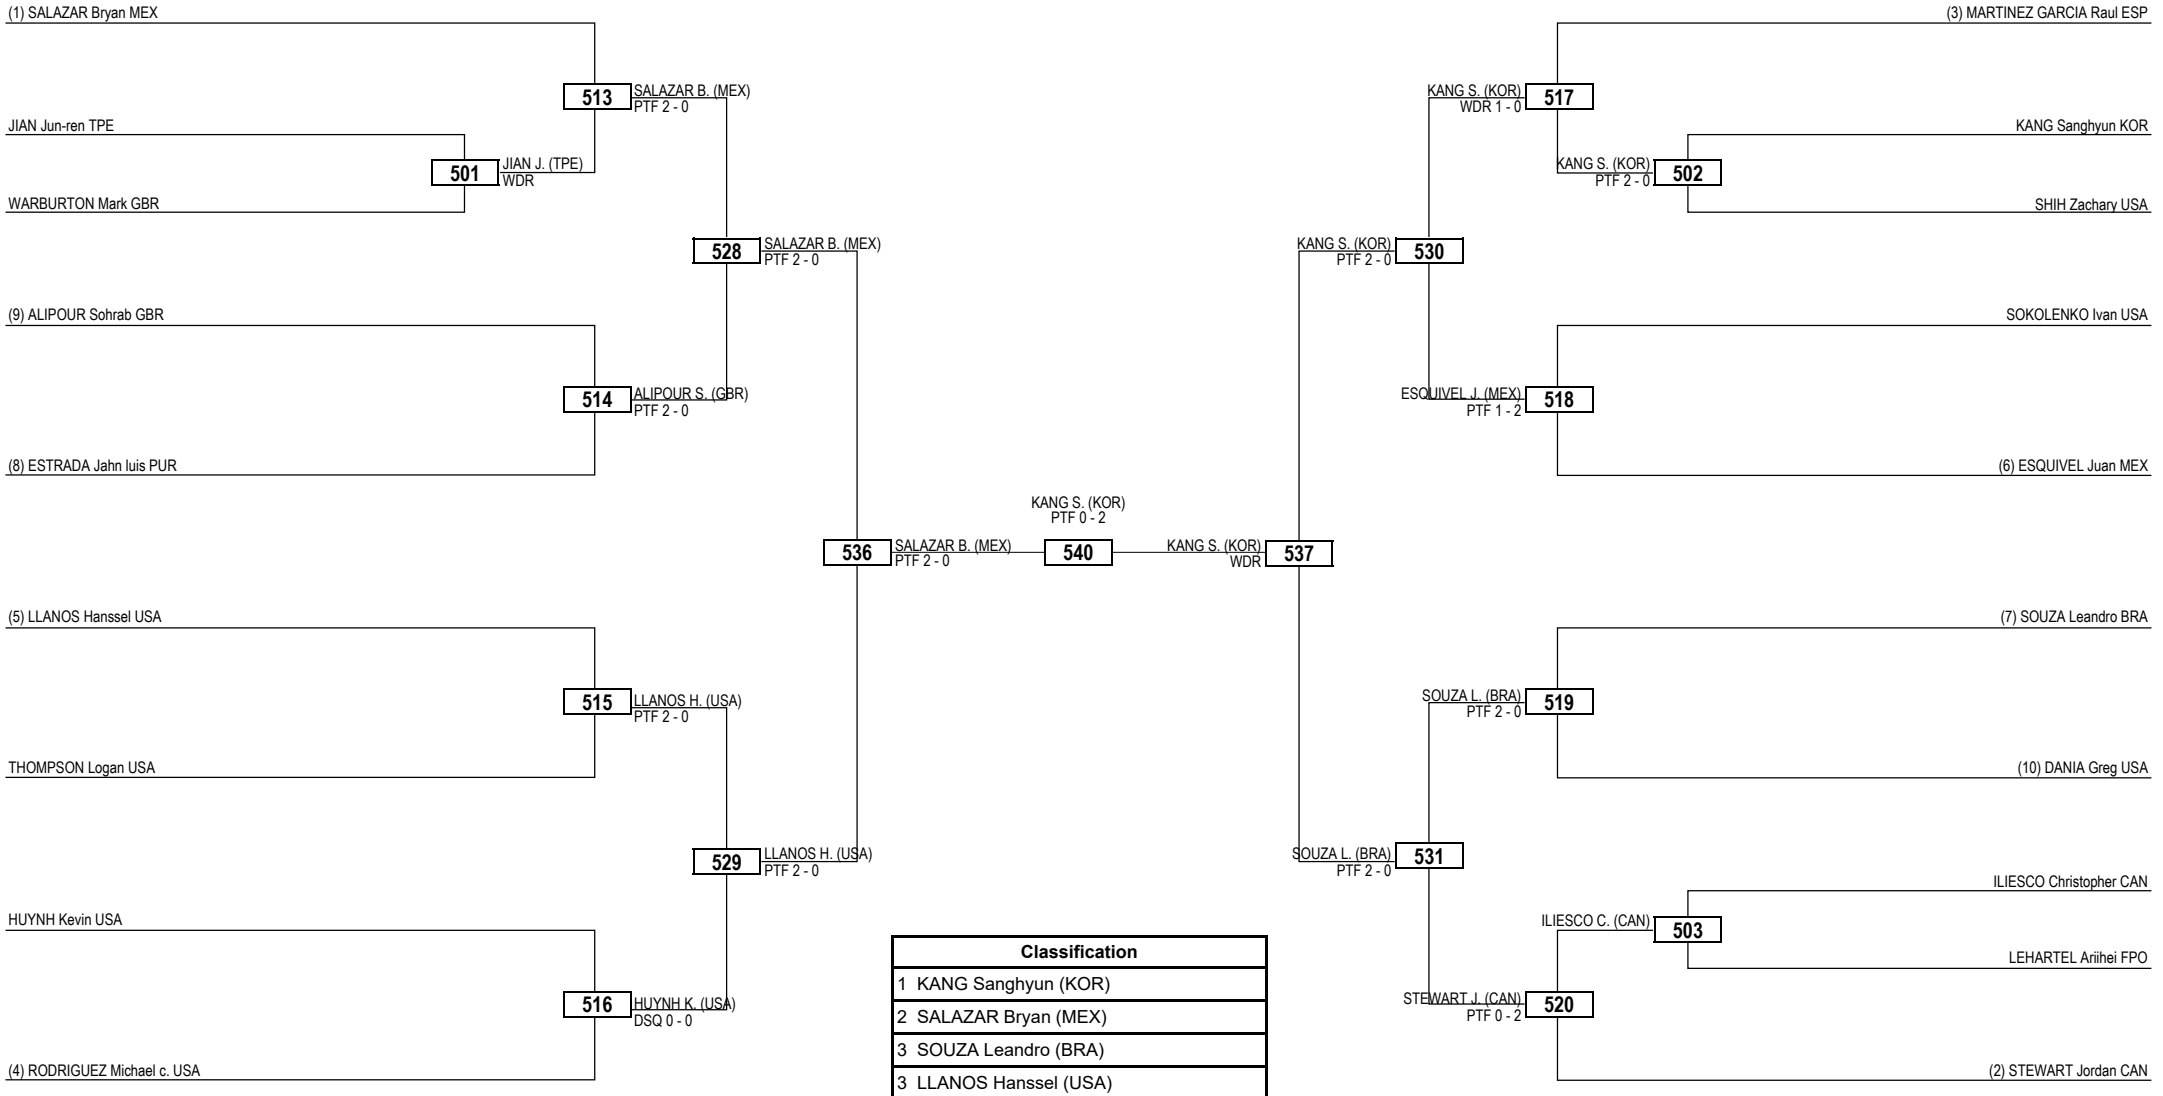 (1) SALAZAR Bryan MEX
513
SALAZAR B. (MEX)
PTF 2 - 0
JIAN Jun-ren TPE
501
JIAN J. (TPE)
WDR
WARBURTON Mark GBR
528
SALAZAR B. (MEX)
PTF 2 - 0
(9) ALIPOUR Sohrab GBR
514
ALIPOUR S. (GBR)
PTF 2 - 0
(8) ESTRADA Jahn luis PUR
536
SALAZAR B. (MEX)
PTF 2 - 0
(5) LLANOS Hanssel USA
515
LLANOS H. (USA)
PTF 2 - 0
THOMPSON Logan USA
529
LLANOS H. (USA)
PTF 2 - 0
HUYNH Kevin USA
516
HUYNH K. (USA)
DSQ 0 - 0
(4) RODRIGUEZ Michael c. USA
KANG S. (KOR)
PTF 0 - 2
540
(3) MARTINEZ GARCIA Raul ESP
KANG S. (KOR)
WDR 1 - 0
517
KANG Sanghyun KOR
KANG S. (KOR)
PTF 2 - 0
502
SHIH Zachary USA
KANG S. (KOR)
PTF 2 - 0
530
SOKOLENKO Ivan USA
ESQUIVEL J. (MEX)
PTF 1 - 2
518
(6) ESQUIVEL Juan MEX
KANG S. (KOR)
WDR
537
(7) SOUZA Leandro BRA
SOUZA L. (BRA)
PTF 2 - 0
519
(10) DANIA Greg USA
SOUZA L. (BRA)
PTF 2 - 0
531
ILIESCO Christopher CAN
ILIESCO C. (CAN)
503
LEHARTEL Ariihei FPO
STEWART J. (CAN)
PTF 0 - 2
520
(2) STEWART Jordan CAN
Classification
1 KANG Sanghyun (KOR)
2 SALAZAR Bryan (MEX)
3 SOUZA Leandro (BRA)
3 LLANOS Hanssel (USA)